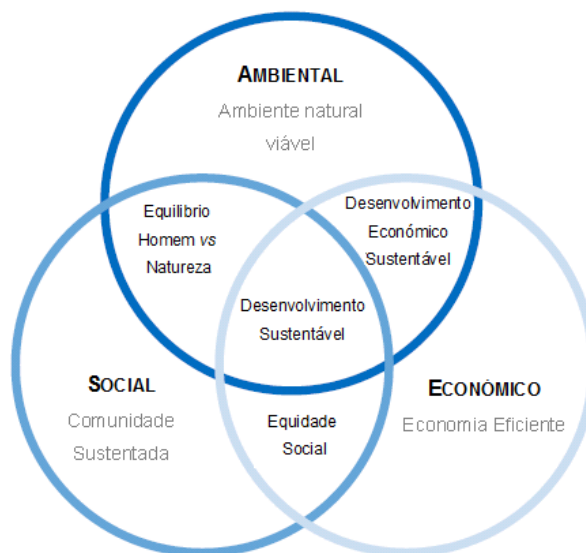 AMBIENTAL
Ambiente natural
viável
Equilibrio
Homem vs
Natureza
Desenvolvimento
Económico
Sustentável
Desenvolvimento
Sustentável
SOCIAL
Comunidade
Sustentada
ECONÓMICO
Economia Eficiente
Equidade
Social